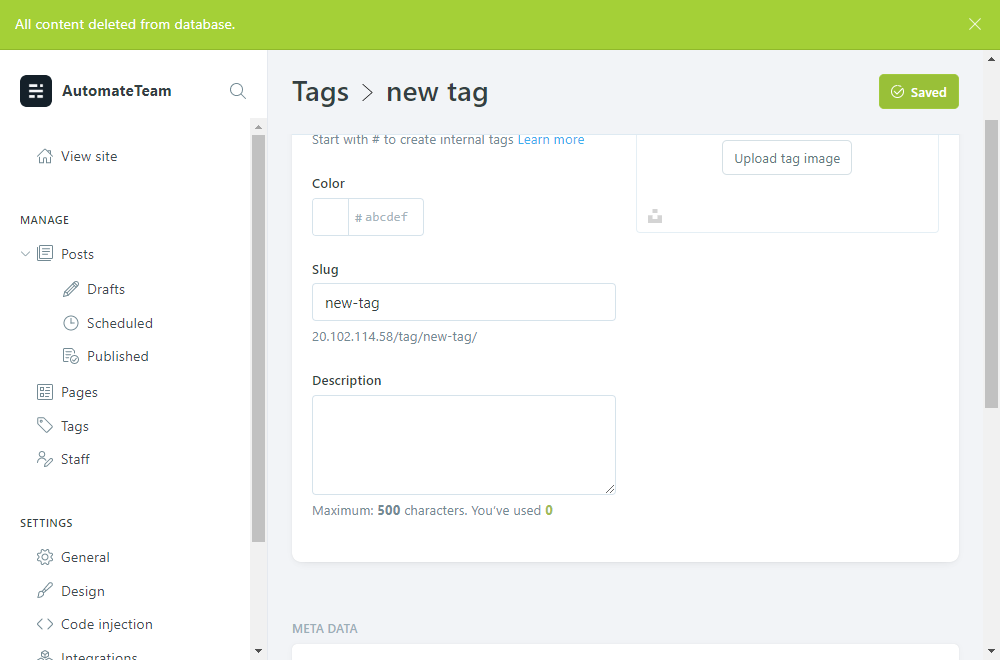 All content deleted from database.
AutomateTeam
View site
MANAGE
Posts
Drafts
Scheduled
Published
Pages
Tags
Staff
SETTINGS
General
Design
Code injection
Integrations
Tags > new tag
Saved
Start with # to create internal tags Learn more
Upload tag image
Color
# abcdef
Slug
new-tag
20.102.114.58/tag/new-tag/
Description
Maximum: 500 characters. You've used 0
META DATA